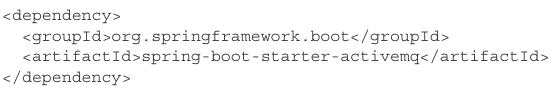 <dependency>
  <groupId>org.springframework.boot</groupId>
  <artifactId>spring-boot-starter-activemq</artifactId>
</dependency>